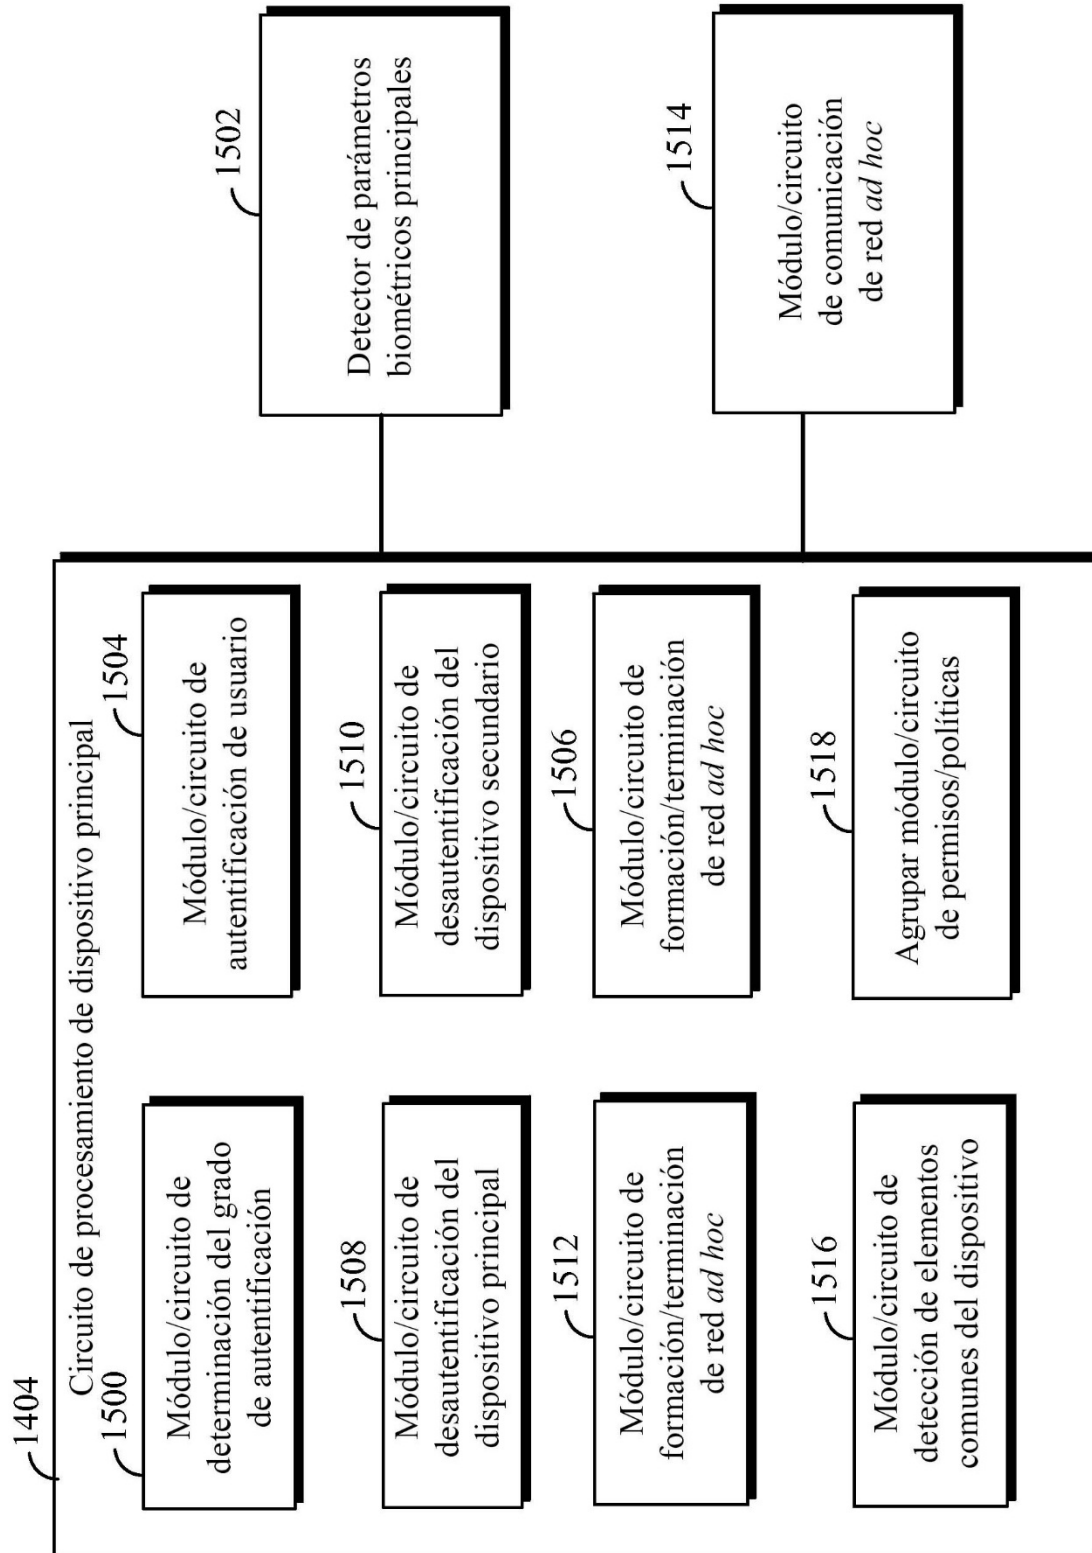 1404
Circuito de procesamiento de dispositivo principal
1500
Módulo/circuito de
determinación del grado
de autentificación
1504
Módulo/circuito de
autentificación de usuario
1502
Detector de parámetros
biométricos principales
1508
Módulo/circuito de
desautentificación del
dispositivo principal
1510
Módulo/circuito de
desautentificación del
dispositivo secundario
1512
Módulo/circuito de
formación/terminación
de red ad hoc
1506
Módulo/circuito de
formación/terminación
de red ad hoc
1514
Módulo/circuito
de comunicación
de red ad hoc
1516
Módulo/circuito de
detección de elementos
comunes del dispositivo
1518
Agrupar módulo/circuito
de permisos/políticas